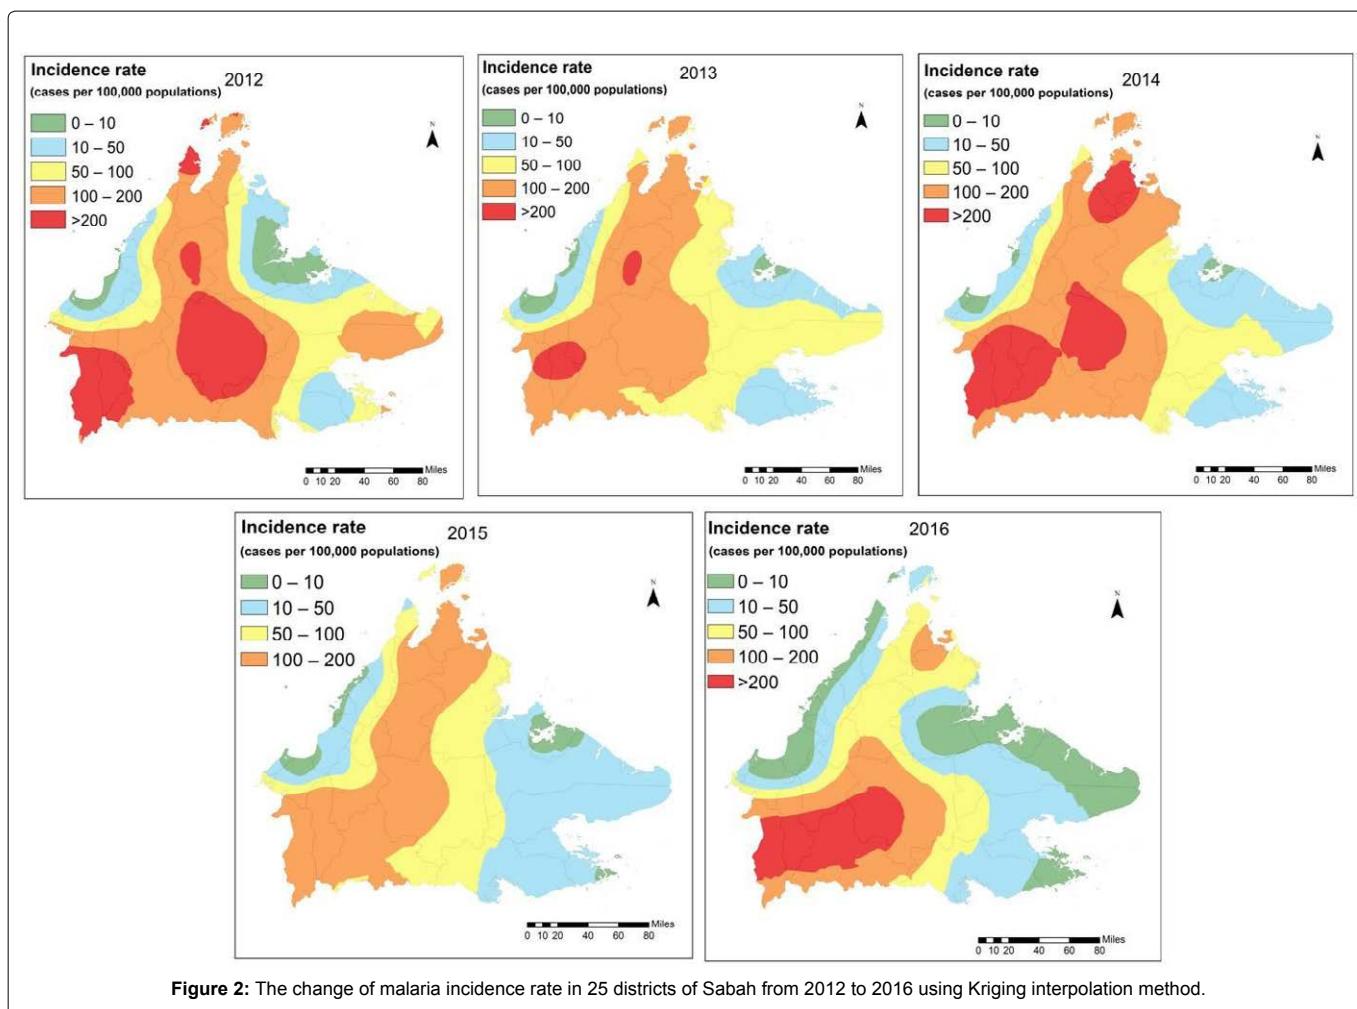 Incidence rate
2012
(cases per 100,000 populations)
0 – 10
10 – 50
50 – 100
100 – 200
>200
N
Miles
0 10 20 40 60 80
Incidence rate
2013
(cases per 100,000 populations)
0 – 10
10 – 50
50 – 100
100 – 200
>200
N
Miles
0 10 20 40 60 80
Incidence rate
2014
(cases per 100,000 populations)
0 – 10
10 – 50
50 – 100
100 – 200
>200
N
Miles
0 10 20 40 60 80
Incidence rate
2015
(cases per 100,000 populations)
0 – 10
10 – 50
50 – 100
100 – 200
N
Miles
0 10 20 40 60 80
Incidence rate
2016
(cases per 100,000 populations)
0 – 10
10 – 50
50 – 100
100 – 200
>200
N
Miles
0 10 20 40 60 80
Figure 2: The change of malaria incidence rate in 25 districts of Sabah from 2012 to 2016 using Kriging interpolation method.